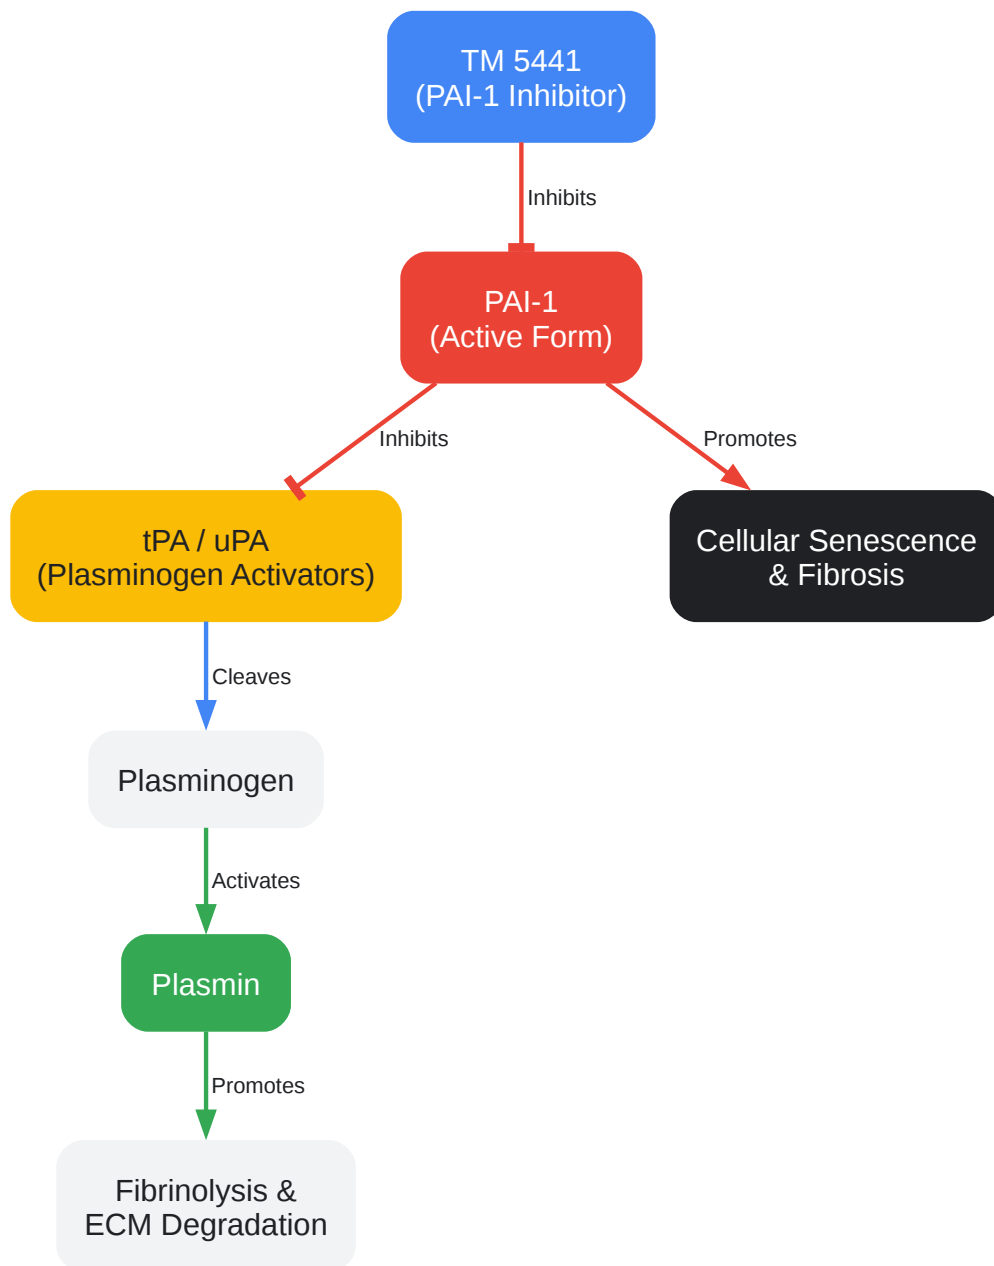 TM 5441
(PAI-1 Inhibitor)
Inhibits
PAI-1
(Active Form)
Inhibits
Promotes
tPA / uPA
(Plasminogen Activators)
Cellular Senescence
& Fibrosis
Cleaves
Plasminogen
Activates
Plasmin
Promotes
Fibrinolysis &
ECM Degradation